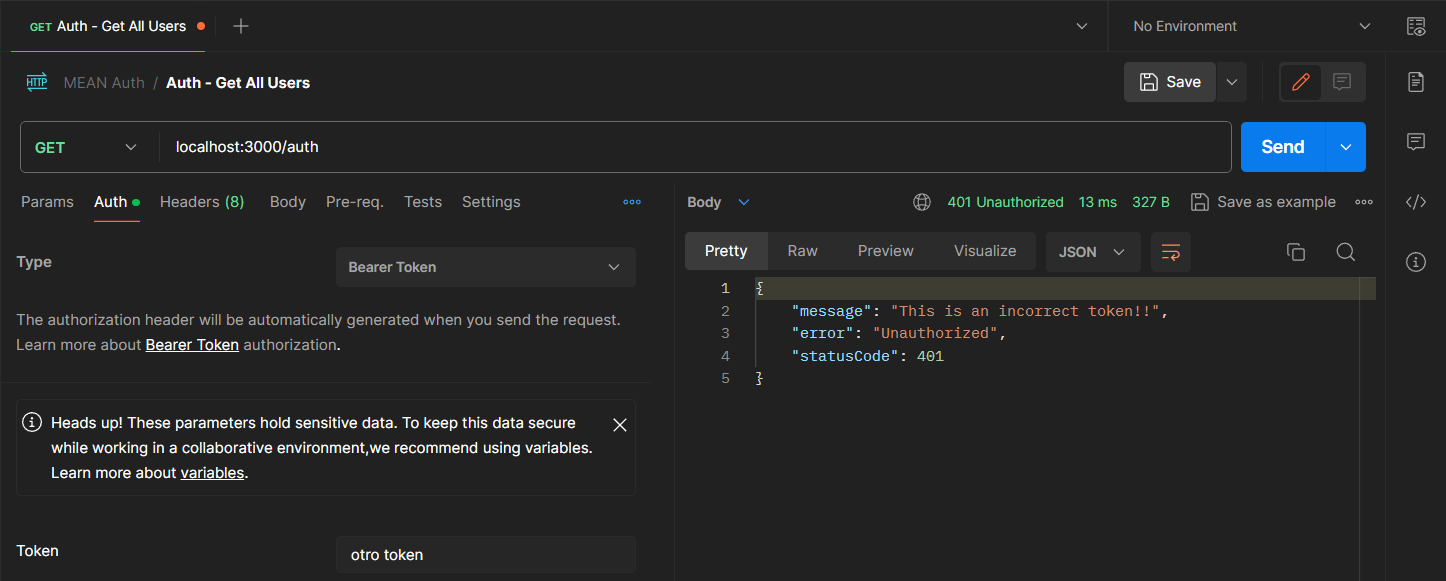 GET Auth - Get All Users
No Environment
HTTP MEAN Auth / Auth - Get All Users
Save
GET localhost:3000/auth
Send
Params Auth Headers (8) Body Pre-req. Tests Settings
Type Bearer Token
The authorization header will be automatically generated when you send the request.
Learn more about Bearer Token authorization.
Heads up! These parameters hold sensitive data. To keep this data secure
while working in a collaborative environment,we recommend using variables.
Learn more about variables.
Token otro token
Body 401 Unauthorized 13 ms 327 B Save as example
Pretty Raw Preview Visualize JSON
1 {
2 "message": "This is an incorrect token!!",
3 "error": "Unauthorized",
4 "statusCode": 401
5 }